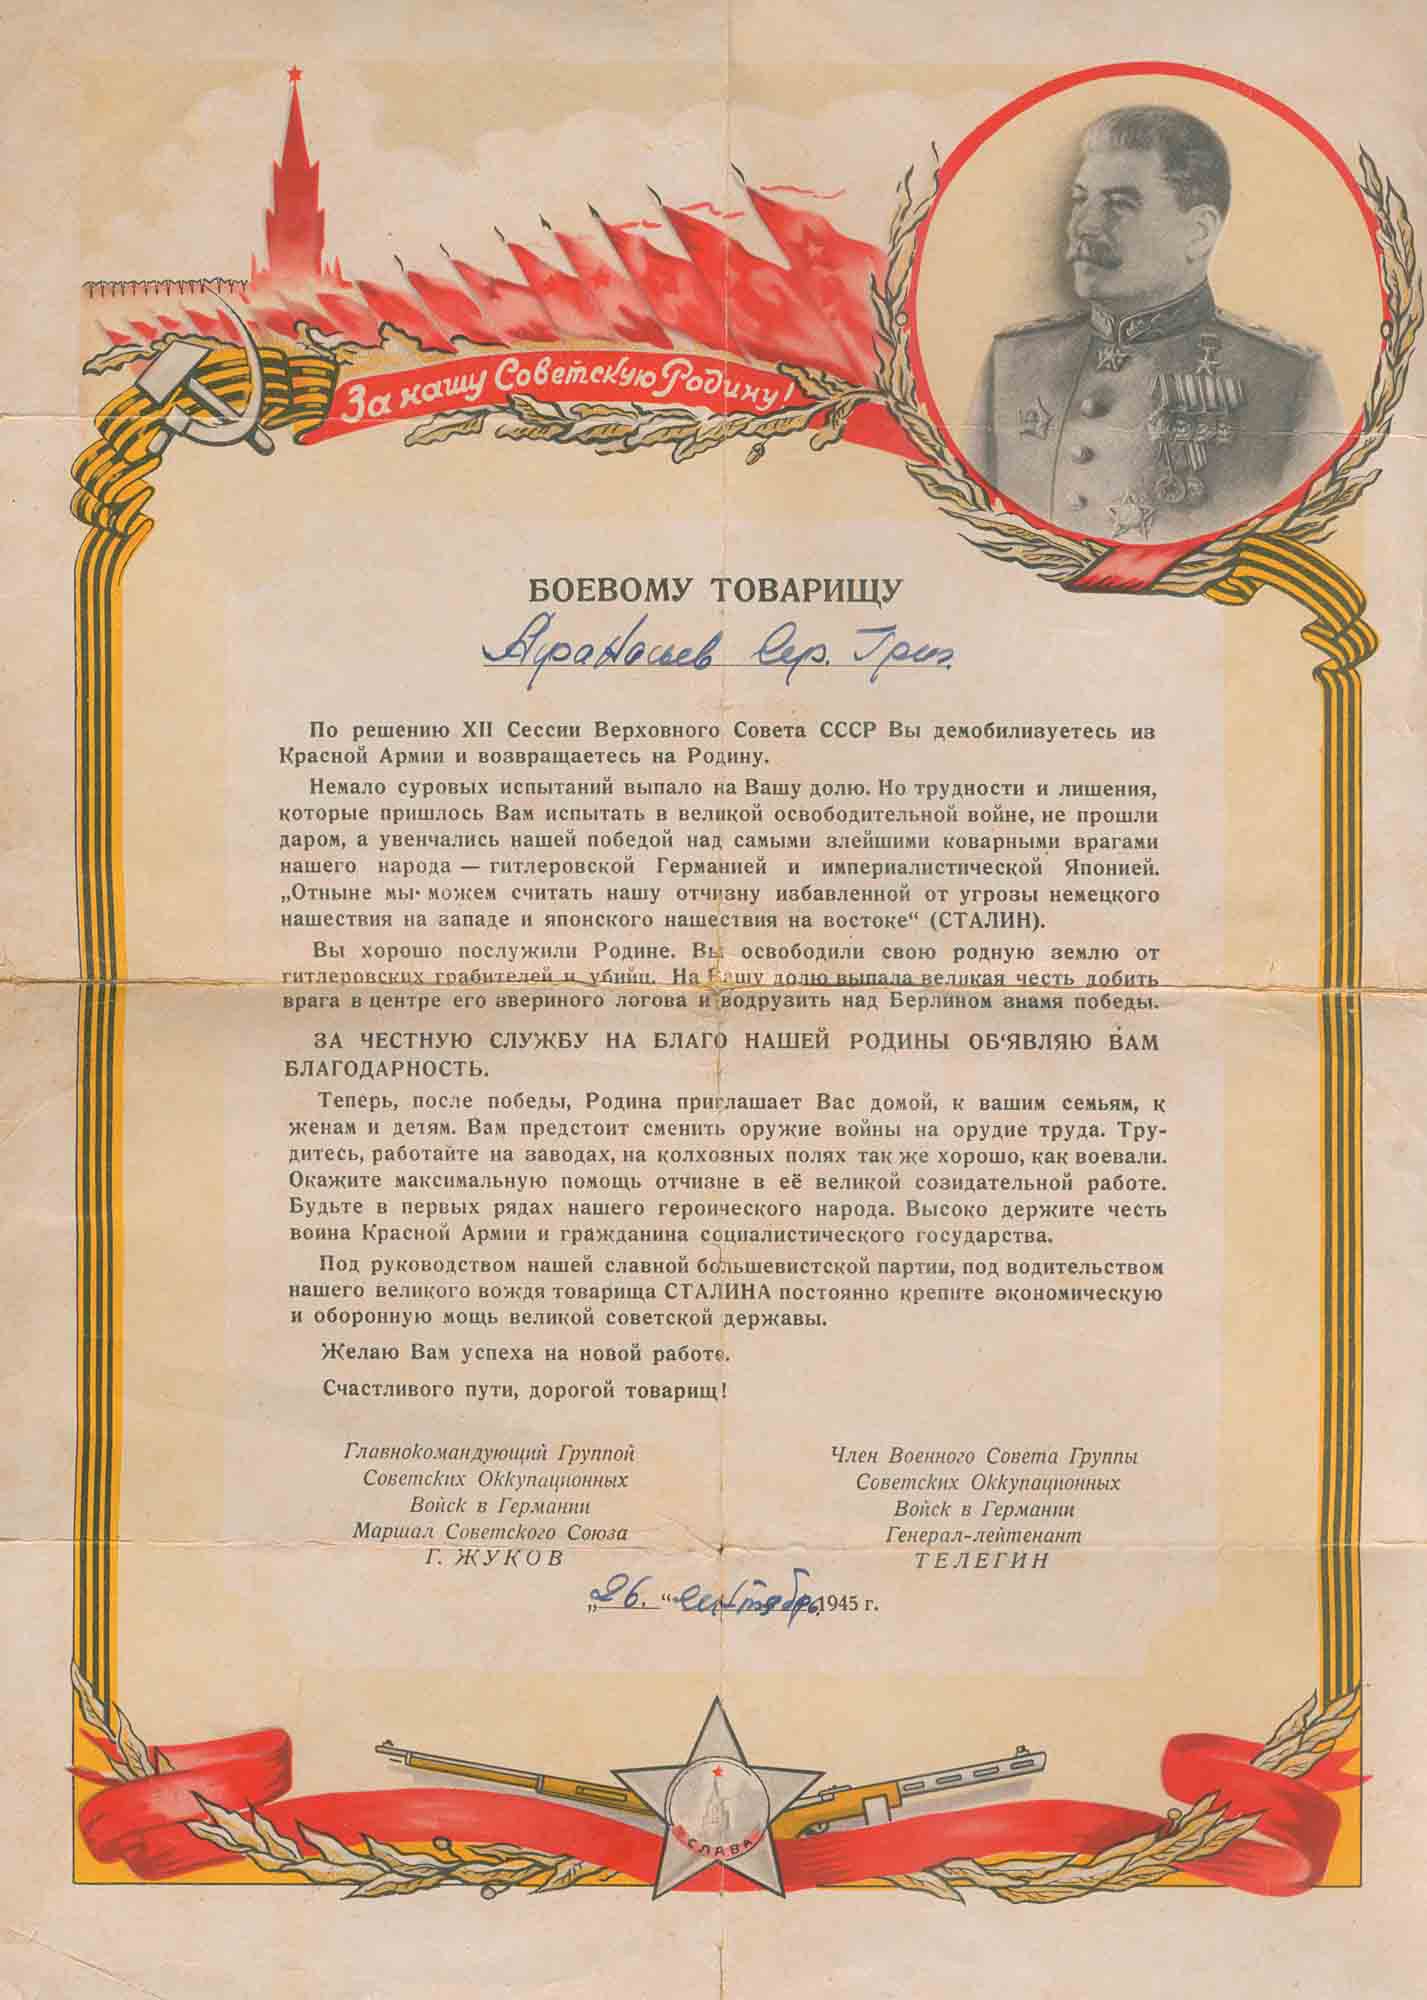 За нашу Советскую Родину!
БОЕВОМУ ТОВАРИЩУ
Афанасьев Сер. Григ.
По решению XII Сессии Верховного Совета СССР Вы демобилизуетесь из
Красной Армии и возвращаетесь на Родину.
Немало суровых испытаний выпало на Вашу долю. Но трудности и лишения,
которые пришлось Вам испытать в великой освободительной войне, не прошли
даром, а увенчались нашей победой над самыми злейшими коварными врагами
нашего народа — гитлеровской Германией и империалистической Японией.
„Отныне мы можем считать нашу отчизну избавленной от угрозы немецкого
нашествия на западе и японского нашествия на востоке“ (СТАЛИН).
Вы хорошо послужили Родине. Вы освободили свою родную землю от
гитлеровских грабителей и убийц. На Вашу долю выпала великая честь добить
врага в центре его звериного логова и водрузить над Берлином знамя победы.
ЗА ЧЕСТНУЮ СЛУЖБУ НА БЛАГО НАШЕЙ РОДИНЫ ОБ‘ЯВЛЯЮ ВАМ
БЛАГОДАРНОСТЬ.
Теперь, после победы, Родина приглашает Вас домой, к вашим семьям, к
женам и детям. Вам предстоит сменить оружие войны на орудие труда. Тру-
дитесь, работайте на заводах, на колхозных полях так же хорошо, как воевали.
Окажите максимальную помощь отчизне в её великой созидательной работе.
Будьте в первых рядах нашего героического народа. Высоко держите честь
воина Красной Армии и гражданина социалистического государства.
Под руководством нашей славной большевистской партии, под водительством
нашего великого вождя товарища СТАЛИНА постоянно крепите экономическую
и оборонную мощь великой советской державы.
Желаю Вам успеха на новой работе.
Счастливого пути, дорогой товарищ!
Главнокомандующий Группой
Советских Оккупационных
Войск в Германии
Маршал Советского Союза
Г. ЖУКОВ
Член Военного Совета Группы
Советских Оккупационных
Войск в Германии
Генерал-лейтенант
ТЕЛЕГИН
„26.“ Сентябрь 1945 г.
СЛАВА